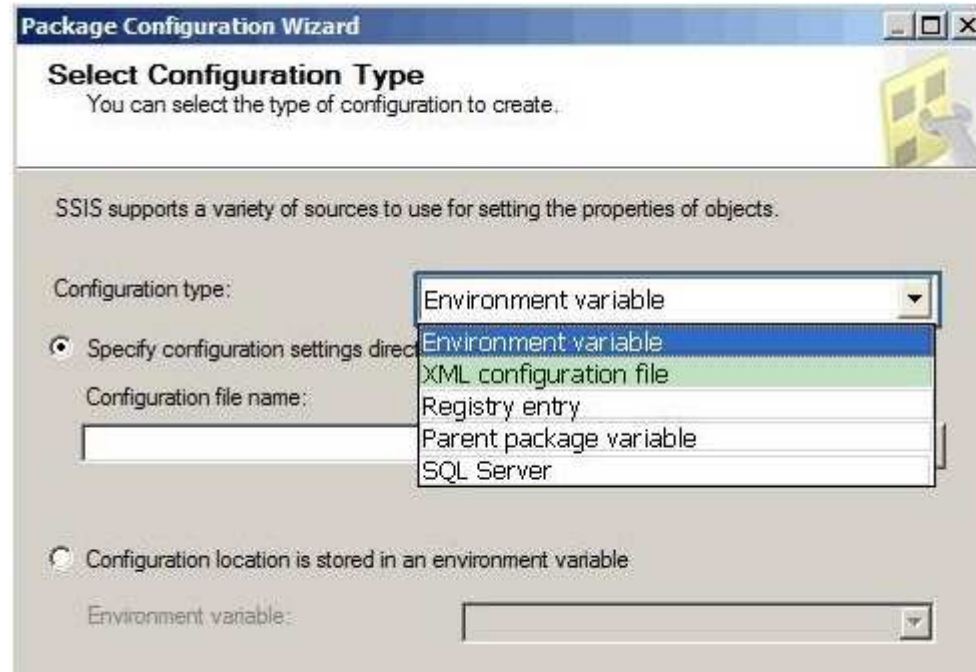 Package Configuration Wizard
Select Configuration Type
You can select the type of configuration to create.
SSIS supports a variety of sources to use for setting the properties of objects.
Configuration type:
Environment variable
Environment variable
XML configuration file
Registry entry
Parent package variable
SQL Server
Specify configuration settings direct
Configuration file name:
Configuration location is stored in an environment variable
Environment variable: